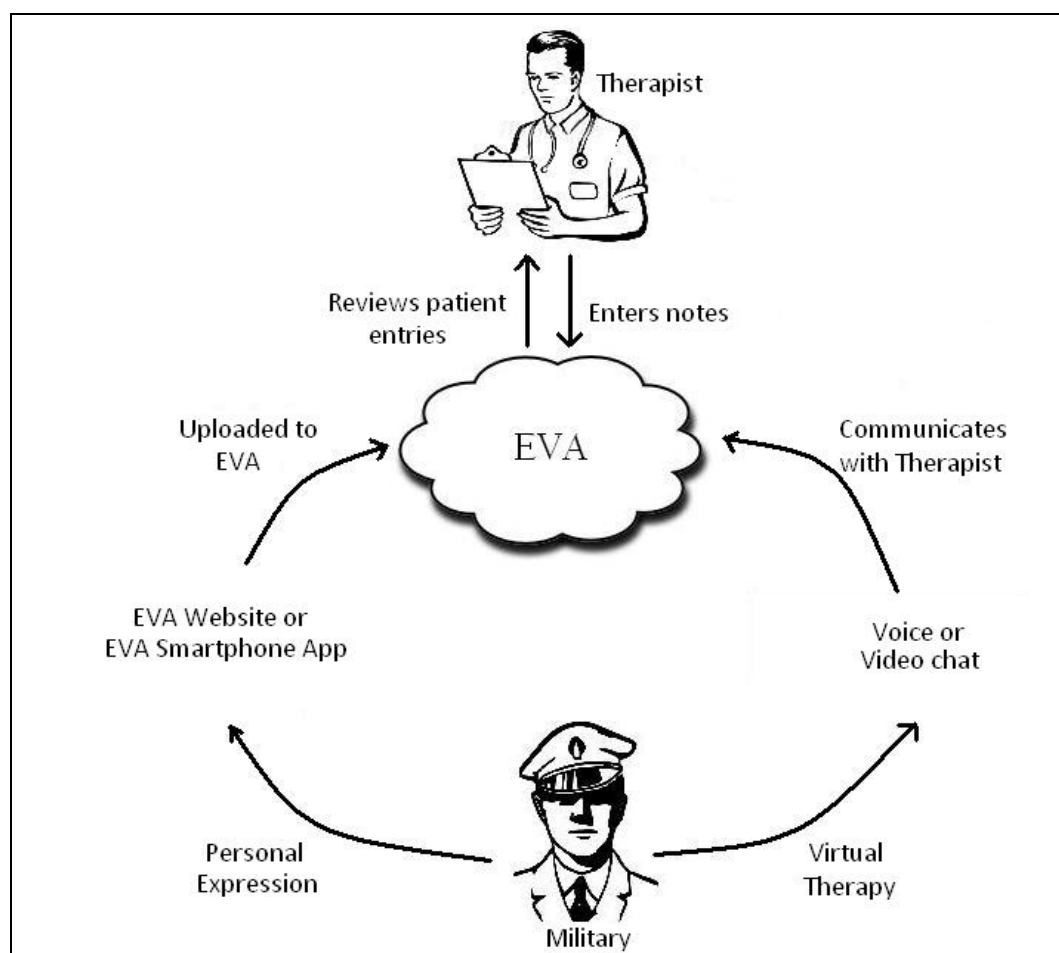 Therapist
Reviews patient
entries
Enters notes
Uploaded to
EVA
EVA
Communicates
with Therapist
EVA Website or
EVA Smartphone App
Voice or
Video chat
Personal
Expression
Virtual
Therapy
Military